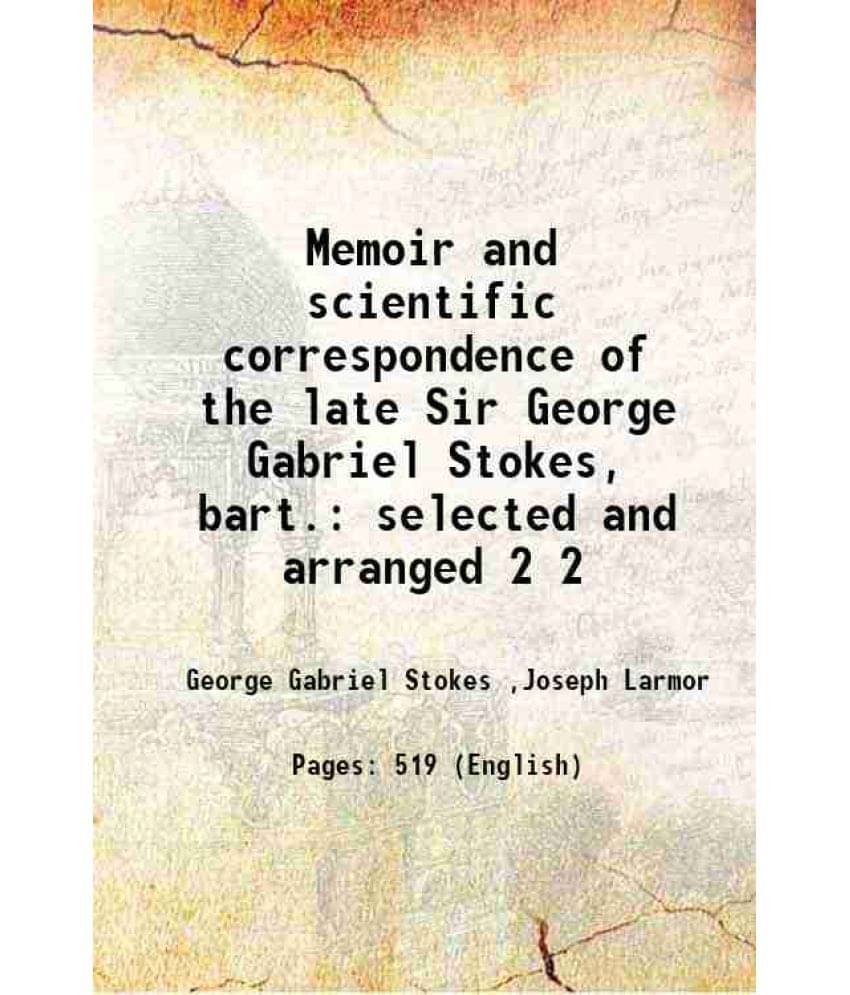 Memoir and
scientific
correspondence of
the late Sir George
Gabriel Stokes,
bart.: selected and
arranged 2 2
George Gabriel Stokes ,Joseph Larmor
Pages: 519 (English)